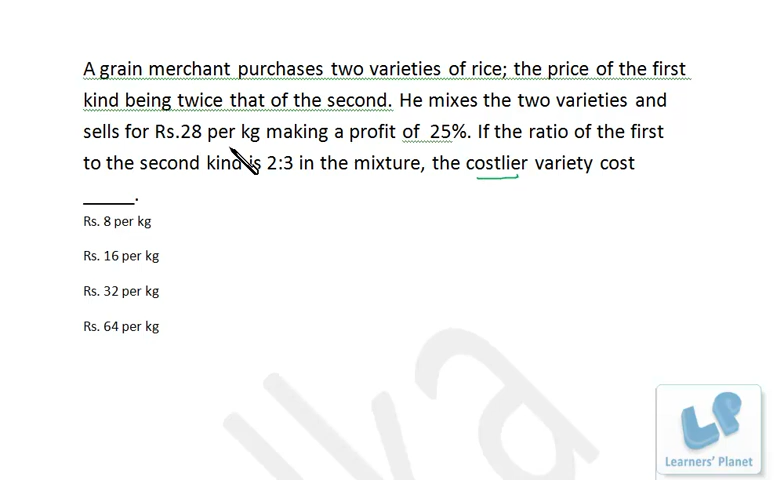 A grain merchant purchases two varieties of rice; the price of the first
kind being twice that of the second. He mixes the two varieties and
sells for Rs.28 per kg making a profit of 25%. If the ratio of the first
to the second kind is 2:3 in the mixture, the costlier variety cost
______.
Rs. 8 per kg
Rs. 16 per kg
Rs. 32 per kg
Rs. 64 per kg
LP
Learners' Planet